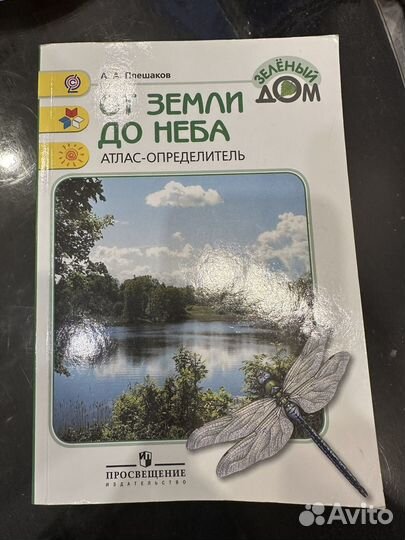 А. А. Плешаков
ЗЕЛЁНЫЙ
ДОМ
ОТ ЗЕМЛИ
ДО НЕБА
АТЛАС-ОПРЕДЕЛИТЕЛЬ
ПРОСВЕЩЕНИЕ
ИЗДАТЕЛЬСТВО
Avito